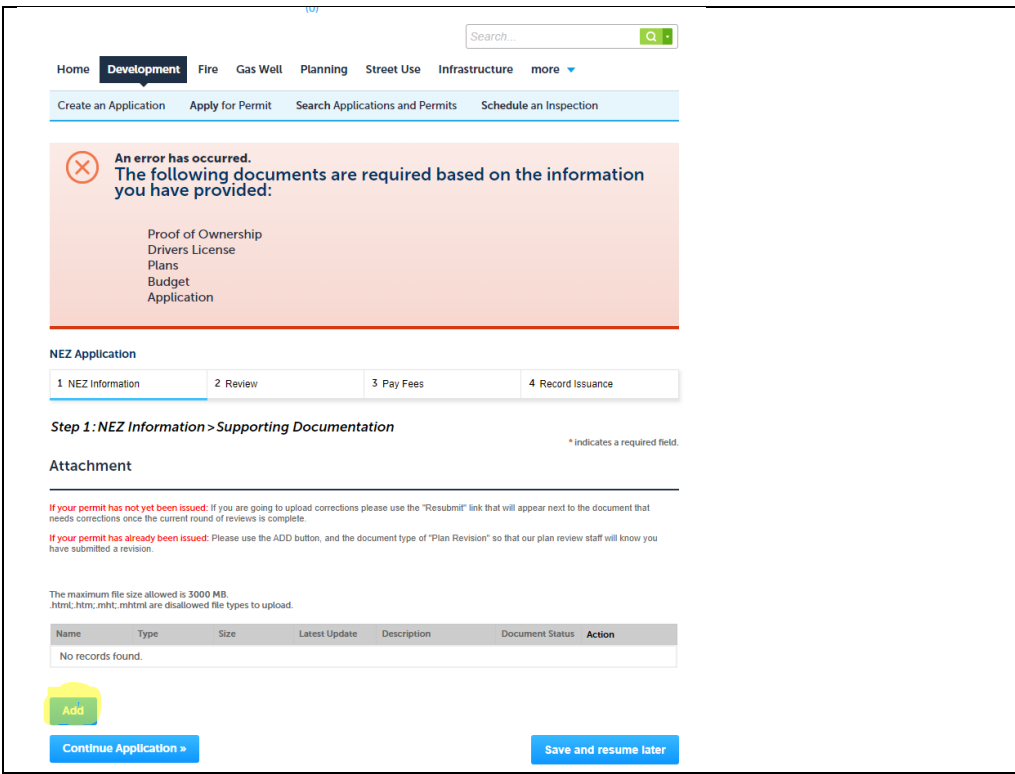 (0)
Search...
Home Development Fire Gas Well Planning Street Use Infrastructure more
Create an Application Apply for Permit Search Applications and Permits Schedule an Inspection
An error has occurred.
The following documents are required based on the information
you have provided:
Proof of Ownership
Drivers License
Plans
Budget
Application
NEZ Application
1 NEZ Information 2 Review 3 Pay Fees 4 Record Issuance
Step 1: NEZ Information > Supporting Documentation
* indicates a required field.
Attachment
If your permit has not yet been issued: If you are going to upload corrections please use the "Resubmit" link that will appear next to the document that
needs corrections once the current round of reviews is complete.
If your permit has already been issued: Please use the ADD button, and the document type of "Plan Revision" so that our plan review staff will know you
have submitted a revision.
The maximum file size allowed is 3000 MB.
.html;.htm;.mht;.mhtml are disallowed file types to upload.
Name Type Size Latest Update Description Document Status Action
No records found.
Add
Continue Application »
Save and resume later